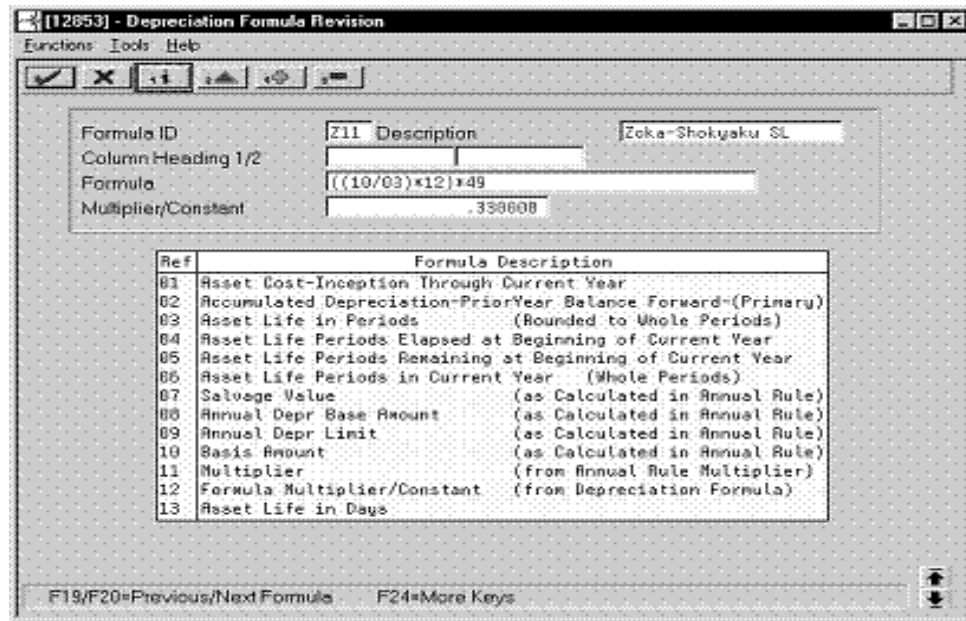 [12853] - Depreciation Formula Revision
Functions Tools Help
Formula ID Z11 Description Zoka-Shokyaku SL
Column Heading 1/2
Formula ((10/03)*12)*49
Multiplier/Constant .330000
Ref Formula Description
01 Asset Cost-Inception Through Current Year
02 Accumulated Depreciation-PriorYear Balance Forward-(Primary)
03 Asset Life in Periods (Rounded to Whole Periods)
04 Asset Life Periods Elapsed at Beginning of Current Year
05 Asset Life Periods Remaining at Beginning of Current Year
06 Asset Life Periods in Current Year (Whole Periods)
07 Salvage Value (as Calculated in Annual Rule)
08 Annual Depr Base Amount (as Calculated in Annual Rule)
09 Annual Depr Limit (as Calculated in Annual Rule)
10 Basis Amount (as Calculated in Annual Rule)
11 Multiplier (from Annual Rule Multiplier)
12 Formula Multiplier/Constant (from Depreciation Formula)
13 Asset Life in Days
F19/F20=Previous/Next Formula F24=More Keys